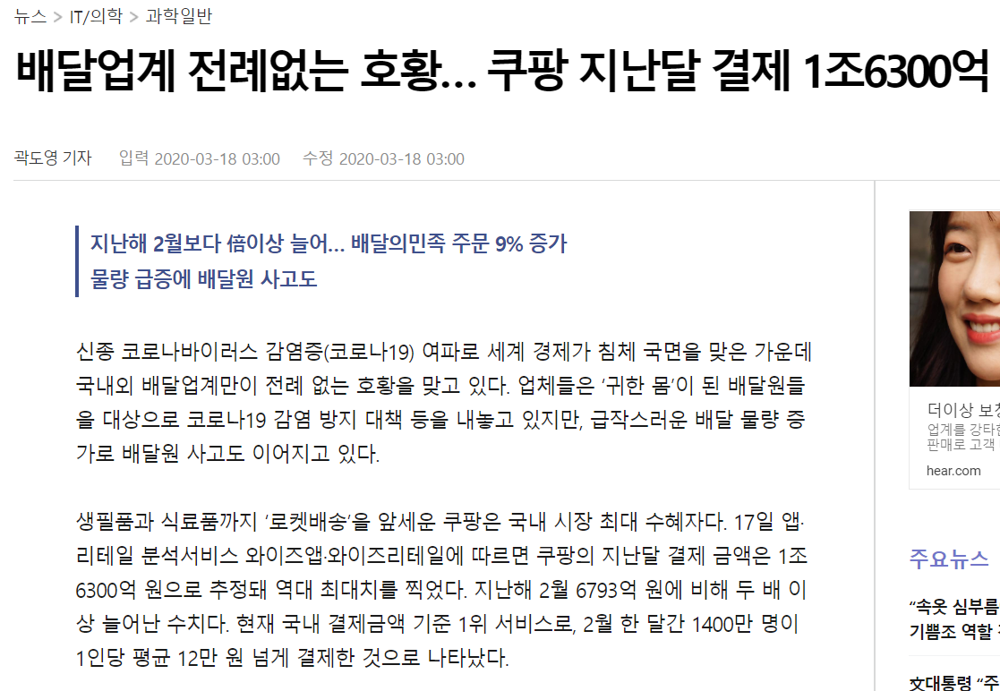 뉴스 > IT/의학 > 과학일반
배달업계 전례없는 호황… 쿠팡 지난달 결제 1조6300억
곽도영 기자 입력 2020-03-18 03:00 수정 2020-03-18 03:00
지난해 2월보다 倍이상 늘어… 배달의민족 주문 9% 증가
물량 급증에 배달원 사고도
신종 코로나바이러스 감염증(코로나19) 여파로 세계 경제가 침체 국면을 맞은 가운데
국내외 배달업계만이 전례 없는 호황을 맞고 있다. 업체들은 ‘귀한 몸’이 된 배달원들
을 대상으로 코로나19 감염 방지 대책 등을 내놓고 있지만, 급작스러운 배달 물량 증
가로 배달원 사고도 이어지고 있다.
생필품과 식료품까지 ‘로켓배송’을 앞세운 쿠팡은 국내 시장 최대 수혜자다. 17일 앱·
리테일 분석서비스 와이즈앱·와이즈리테일에 따르면 쿠팡의 지난달 결제 금액은 1조
6300억 원으로 추정돼 역대 최대치를 찍었다. 지난해 2월 6793억 원에 비해 두 배 이
상 늘어난 수치다. 현재 국내 결제금액 기준 1위 서비스로, 2월 한 달간 1400만 명이
1인당 평균 12만 원 넘게 결제한 것으로 나타났다.
더이상 보청
업계를 강타한
판매로 고객
hear.com
주요뉴스
“속옷 심부름
기쁨조 역할
文대통령 “주